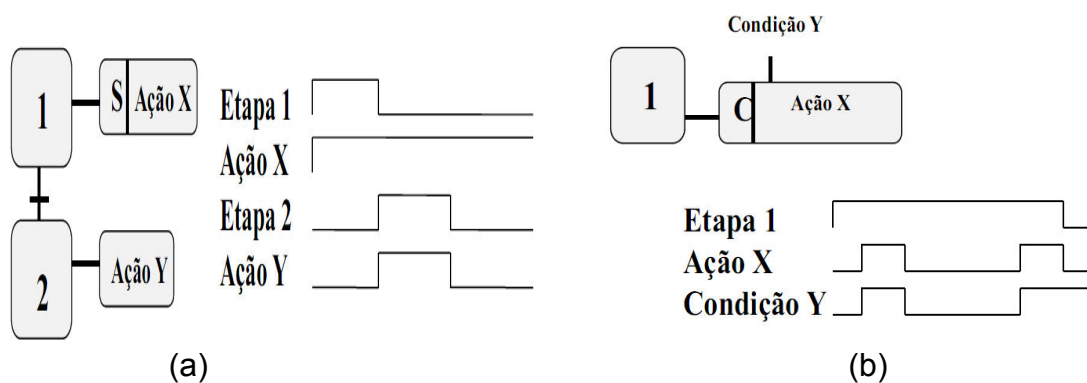 1
S Ação X
2
Ação Y
Etapa 1
Ação X
Etapa 2
Ação Y
(a)
Condição Y
1
C Ação X
Etapa 1
Ação X
Condição Y
(b)